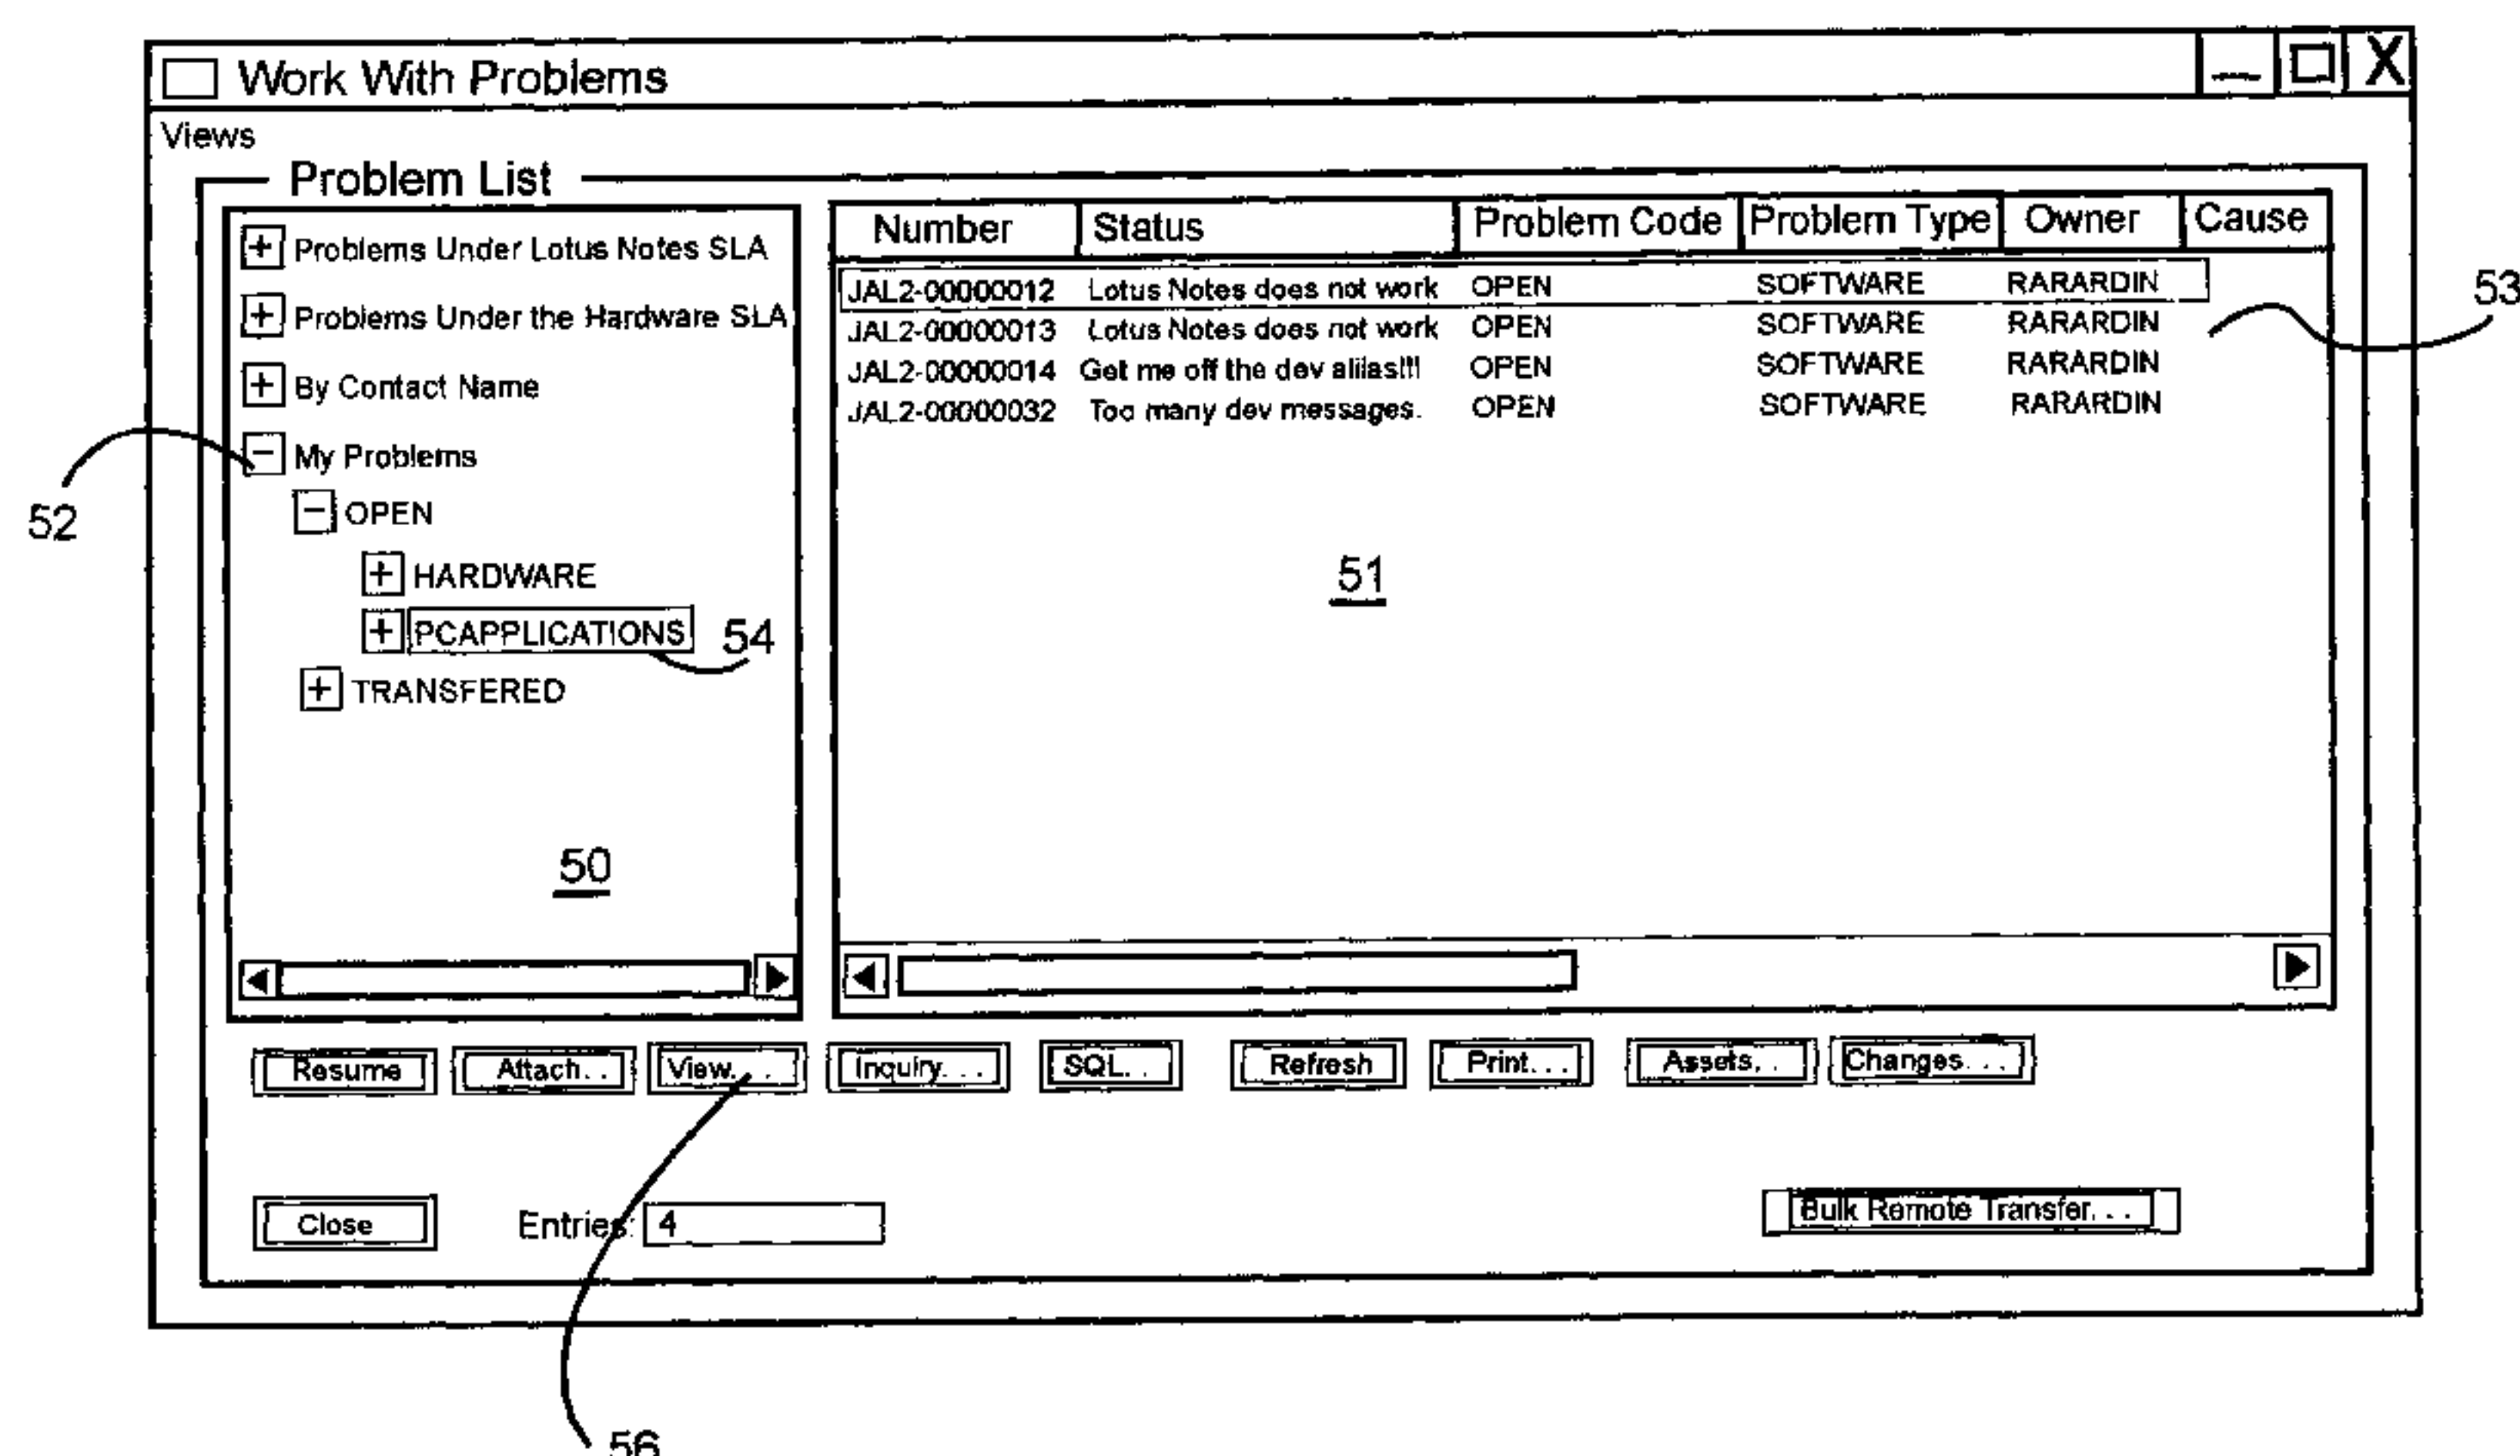 Work With Problems X
Views
Problem List
Problems Under Lotus Notes SLA
Problems Under the Hardware SLA
By Contact Name
My Problems
OPEN
HARDWARE
PCAPPLICATIONS
TRANSFERED
50
52
54
Number Status Problem Code Problem Type Owner Cause
JAL2-00000012 Lotus Notes does not work OPEN SOFTWARE RARARDIN
JAL2-00000013 Lotus Notes does not work OPEN SOFTWARE RARARDIN
JAL2-00000014 Get me off the dev aliias!!! OPEN SOFTWARE RARARDIN
JAL2-00000032 Too many dev messages. OPEN SOFTWARE RARARDIN
51
53
Resume Attach. . View. . . Inquiry. . . SQL. . Refresh Print. . . Assets. . Changes. . .
Close Entries: 4 Bulk Remote Transfer. . .
56